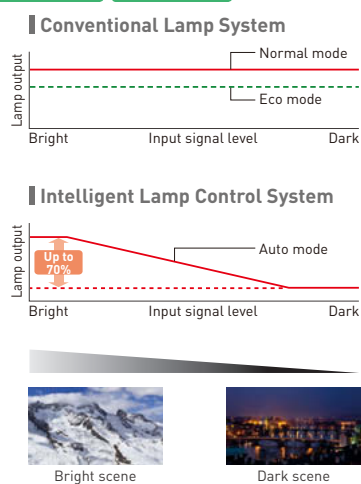 Conventional Lamp System
Normal mode
Lamp output
Eco mode
Bright Input signal level Dark
Intelligent Lamp Control System
Lamp output
Auto mode
Up to
70%
Bright Input signal level Dark
Bright scene Dark scene